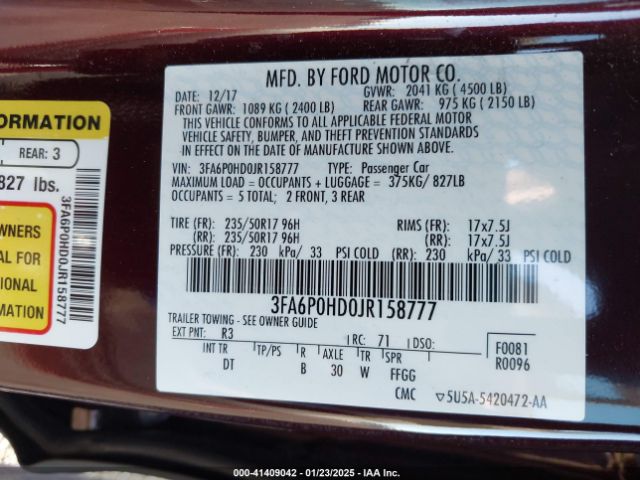 ORMATION
REAR: 3
827 lbs.
WNERS
AL FOR
TIONAL
ATION
3FA6P0HD0JR158777
MFD. BY FORD MOTOR CO.
DATE: 12/17 GVWR: 2041 KG ( 4500 LB)
FRONT GAWR: 1089 KG ( 2400 LB) REAR GAWR: 975 KG ( 2150 LB)
THIS VEHICLE CONFORMS TO ALL APPLICABLE FEDERAL MOTOR
VEHICLE SAFETY, BUMPER, AND THEFT PREVENTION STANDARDS
IN EFFECT ON THE DATE OF MANUFACTURE SHOWN ABOVE.
VIN: 3FA6P0HD0JR158777 TYPE: Passenger Car
MAXIMUM LOAD = OCCUPANTS + LUGGAGE = 375KG/ 827LB
OCCUPANTS = 5 TOTAL; 2 FRONT, 3 REAR
TIRE (FR): 235/50R17 96H RIMS (FR): 17x7.5J
(RR): 235/50R17 96H (RR): 17x7.5J
PRESSURE (FR): 230 kPa/ 33 PSI COLD (RR): 230 kPa/ 33 PSI COLD
3FA6P0HD0JR158777
TRAILER TOWING - SEE OWNER GUIDE
EXT PNT: R3 RC: 71 DSO: F0081
INT TR TP/PS R AXLE TR SPR R0096
DT B 30 W FFGG
CMC ▽5U5A-5420472-AA
000-41409042 - 01/23/2025 - IAA Inc.